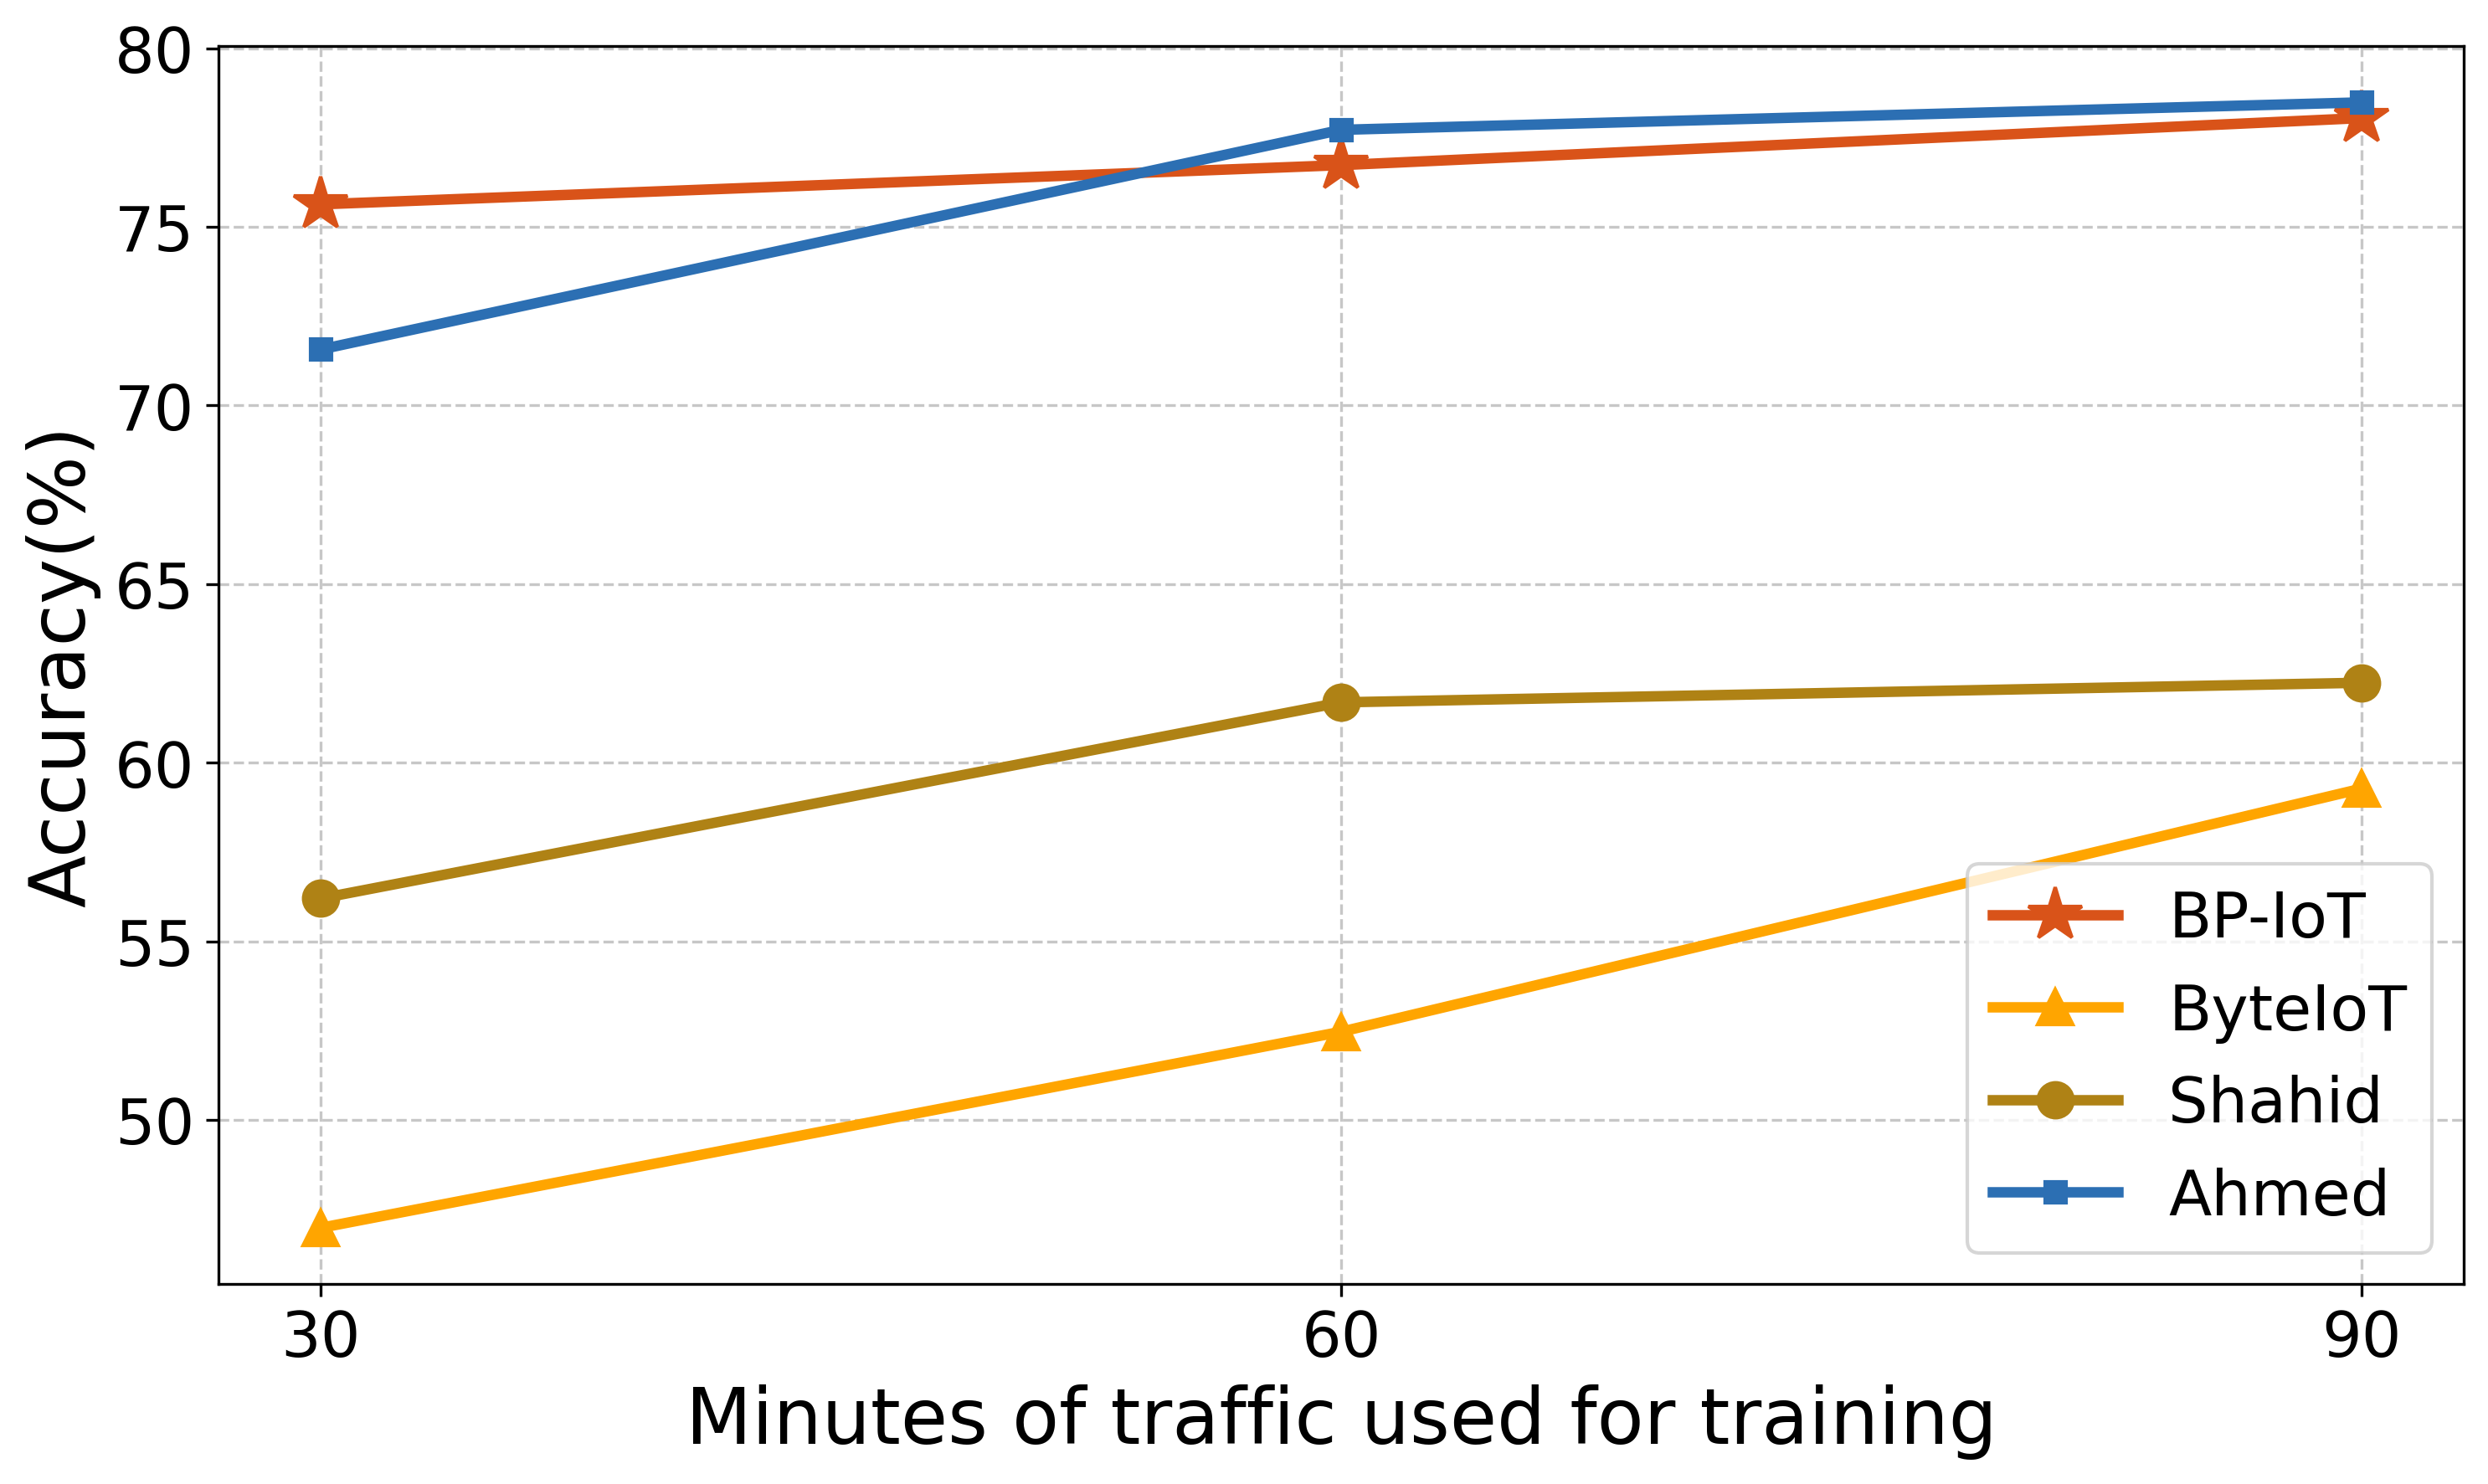 80
75
70
65
60
55
50
Accuracy(%)
30 60 90
Minutes of traffic used for training
BP-IoT
ByteIoT
Shahid
Ahmed